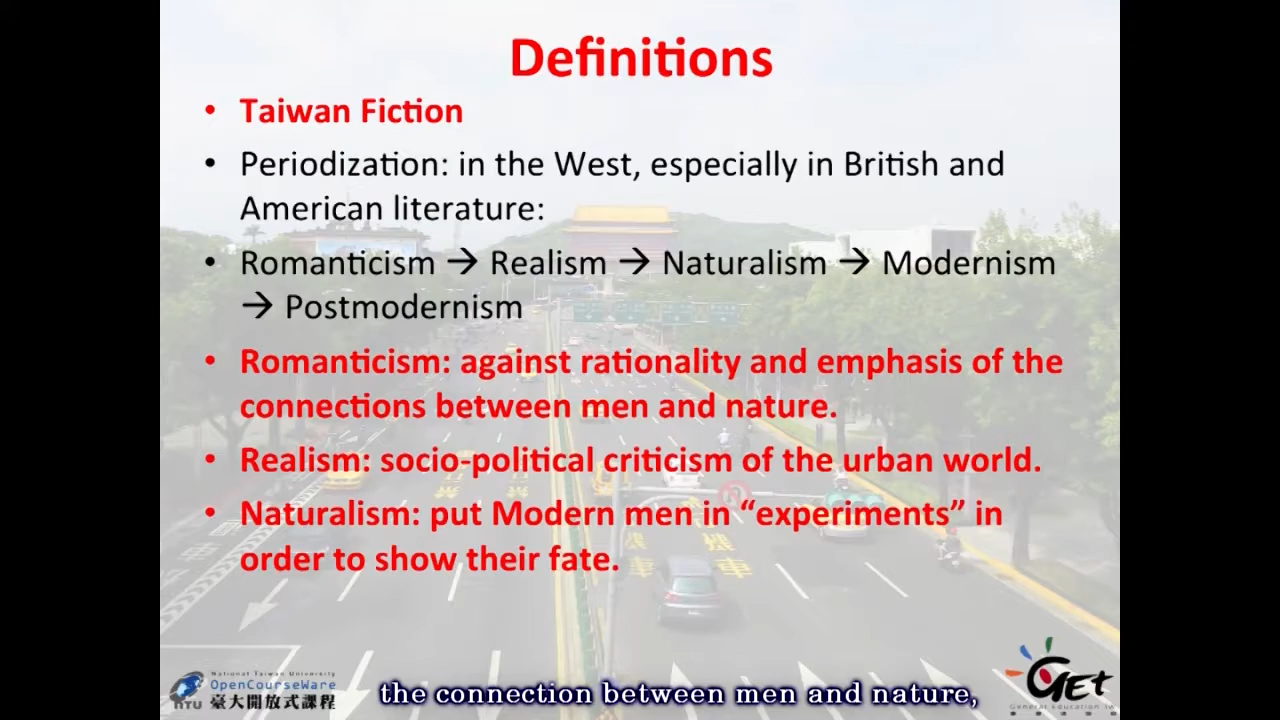 Definitions
• Taiwan Fiction
• Periodization: in the West, especially in British and
American literature:
• Romanticism → Realism → Naturalism → Modernism
→ Postmodernism
• Romanticism: against rationality and emphasis of the
connections between men and nature.
• Realism: socio-political criticism of the urban world.
• Naturalism: put Modern men in “experiments” in
order to show their fate.
National Taiwan University
OpenCourseWare
NTU 臺大開放式課程
the connection between men and nature,
GET
General Education